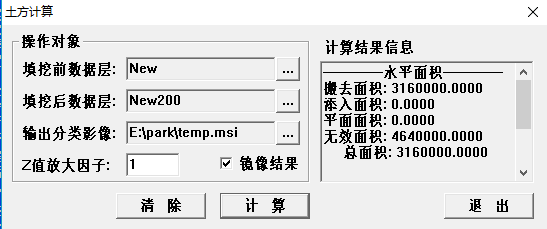 土方计算
操作对象
填挖前数据层: New ...
填挖后数据层: New200 ...
输出分类影像: E:\park\temp.msi ...
Z值放大因子: 1 镜像结果
计算结果信息
水平面积
搬去面积: 3160000.0000
添入面积: 0.0000
平面面积: 0.0000
无效面积: 4640000.0000
总面积: 3160000.0000
清 除 计 算 退 出